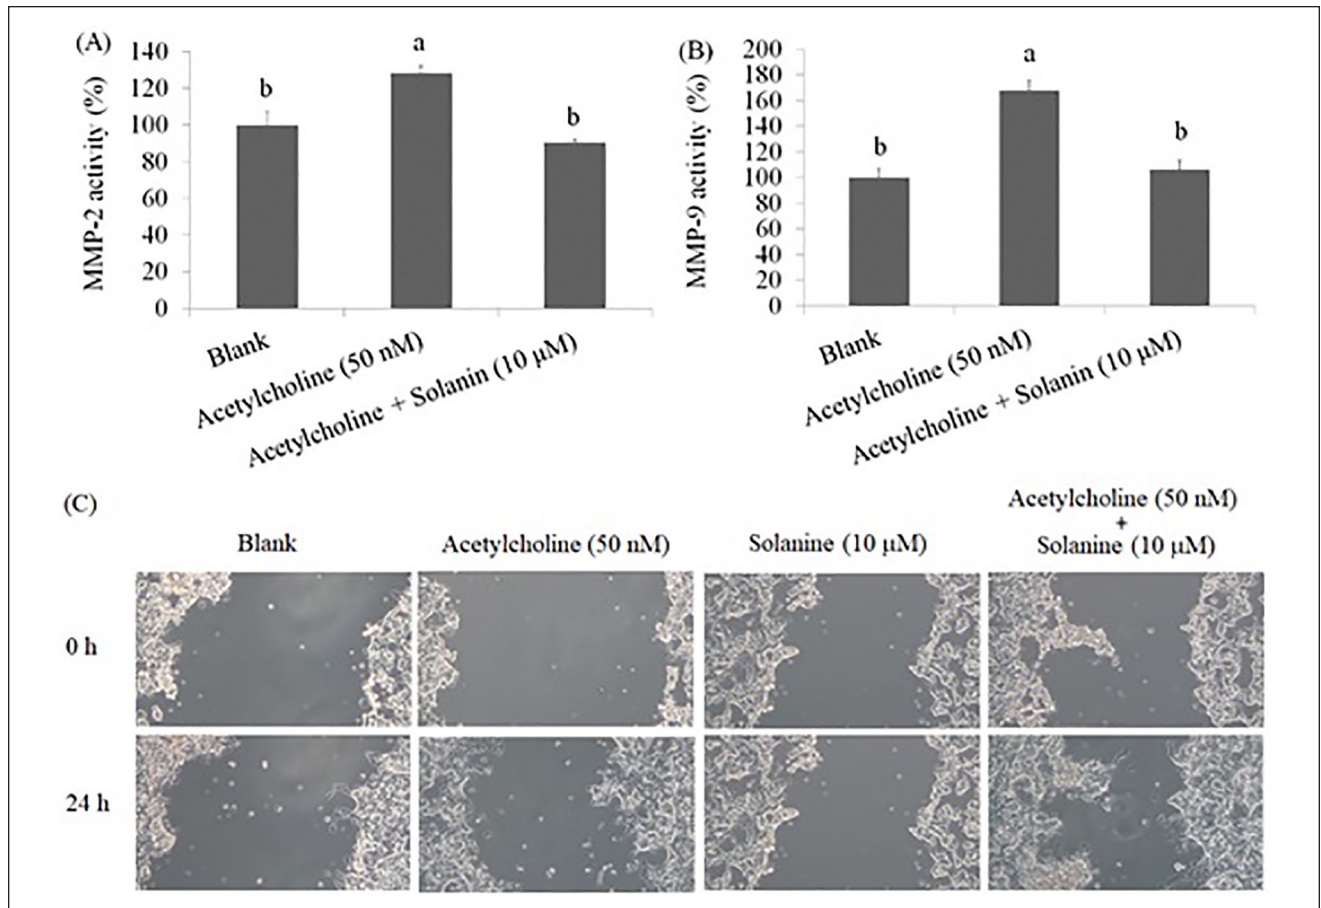 (A)
MMP-2 activity (%)
140
120
100
80
60
40
20
0
b
a
b
Blank
Acetylcholine (50 nM)
Acetylcholine + Solanin (10 μM)
(B)
MMP-9 activity (%)
200
180
160
140
120
100
80
60
40
20
0
b
a
b
Blank
Acetylcholine (50 nM)
Acetylcholine + Solanin (10 μM)
(C)
Blank
Acetylcholine (50 nM)
Solanine (10 μM)
Acetylcholine (50 nM)
+
Solanine (10 μM)
0 h
24 h